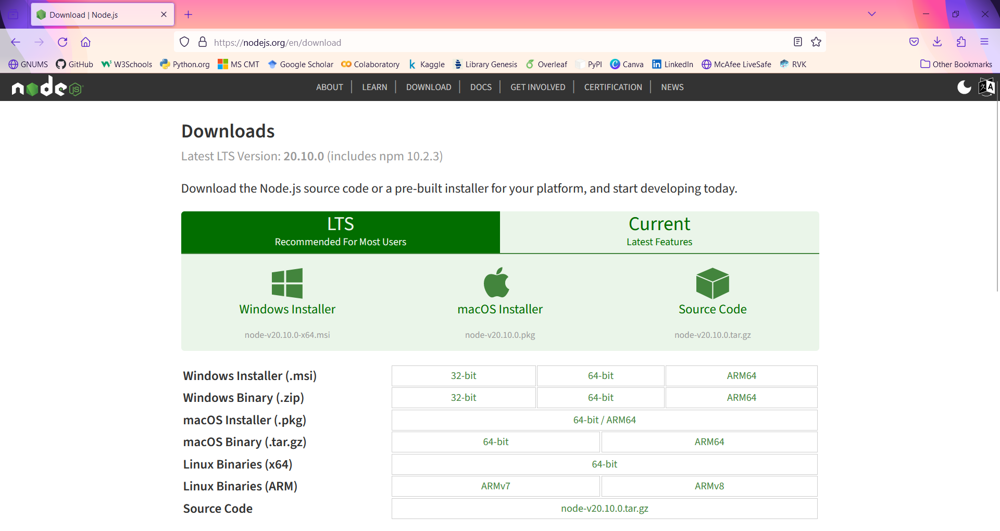 Download | Node.js
https://nodejs.org/en/download
GNUMS GitHub W3Schools Python.org MS CMT Google Scholar Colaboratory Kaggle Library Genesis Overleaf PyPI Canva LinkedIn McAfee LiveSafe RVK Other Bookmarks
node JS ABOUT LEARN DOWNLOAD DOCS GET INVOLVED CERTIFICATION NEWS
Downloads
Latest LTS Version: 20.10.0 (includes npm 10.2.3)
Download the Node.js source code or a pre-built installer for your platform, and start developing today.
LTS Current
Recommended For Most Users Latest Features
Windows Installer macOS Installer Source Code
node-v20.10.0-x64.msi node-v20.10.0.pkg node-v20.10.0.tar.gz
Windows Installer (.msi) 32-bit 64-bit ARM64
Windows Binary (.zip) 32-bit 64-bit ARM64
macOS Installer (.pkg) 64-bit / ARM64
macOS Binary (.tar.gz) 64-bit ARM64
Linux Binaries (x64) 64-bit
Linux Binaries (ARM) ARMv7 ARMv8
Source Code node-v20.10.0.tar.gz